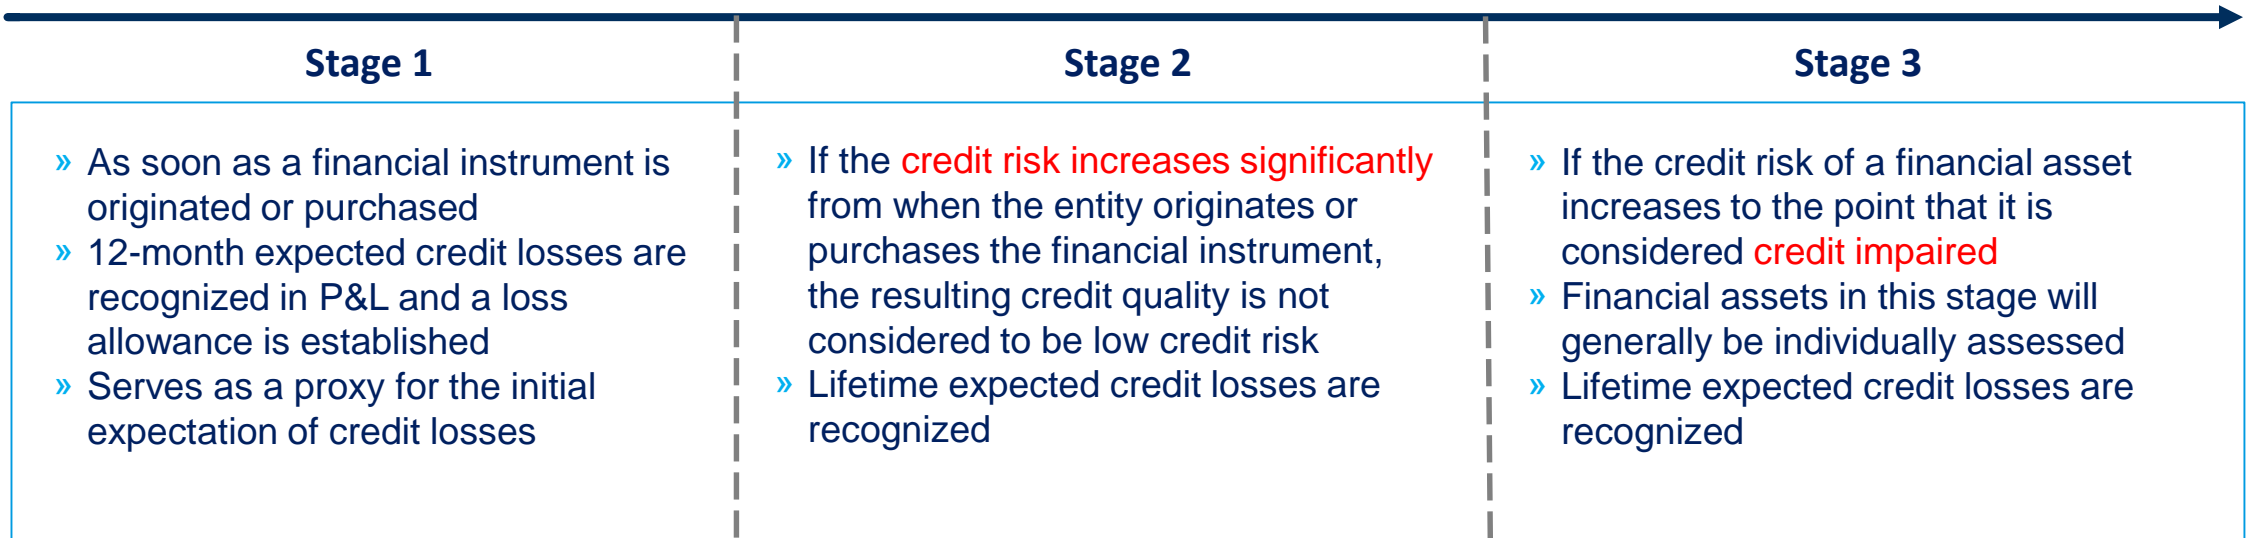 Stage 1
» As soon as a financial instrument is
originated or purchased
» 12-month expected credit losses are
recognized in P&L and a loss
allowance is established
» Serves as a proxy for the initial
expectation of credit losses
Stage 2
» If the credit risk increases significantly
from when the entity originates or
purchases the financial instrument,
the resulting credit quality is not
considered to be low credit risk
» Lifetime expected credit losses are
recognized
Stage 3
» If the credit risk of a financial asset
increases to the point that it is
considered credit impaired
» Financial assets in this stage will
generally be individually assessed
» Lifetime expected credit losses are
recognized